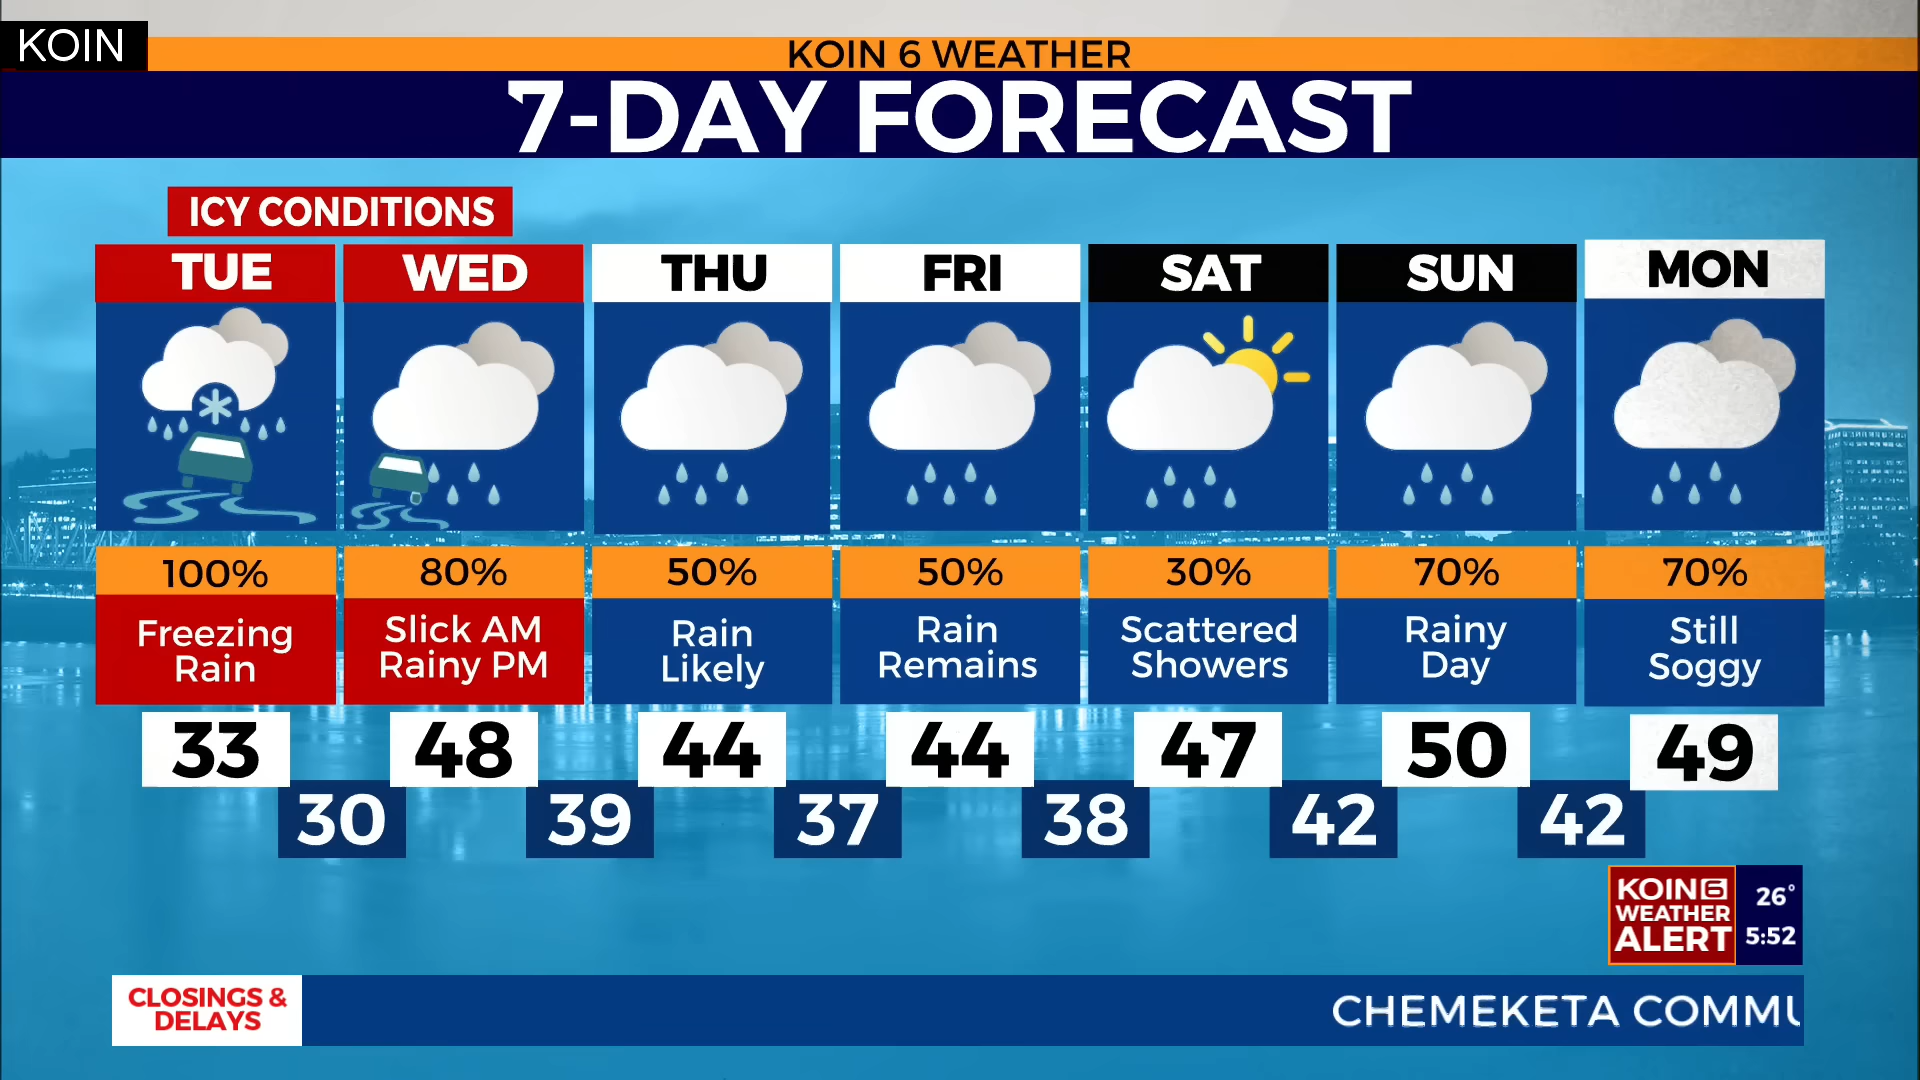 KOIN
KOIN 6 WEATHER
7-DAY FORECAST
ICY CONDITIONS
TUE
WED
THU
FRI
SAT
SUN
MON
100%
80%
50%
50%
30%
70%
70%
Freezing
Rain
Slick AM
Rainy PM
Rain
Likely
Rain
Remains
Scattered
Showers
Rainy
Day
Still
Soggy
33
48
44
44
47
50
49
30
39
37
38
42
42
KOIN 6
WEATHER
ALERT
26°
5:52
CLOSINGS &
DELAYS
CHEMEKETA COMMU